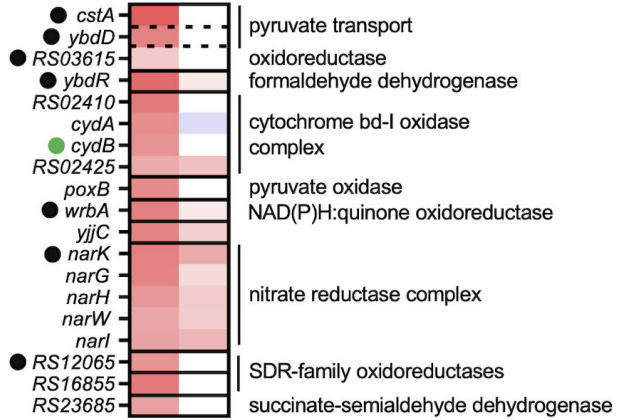 cstA
ybdD
pyruvate transport
RS03615 oxidoreductase
ybdR formaldehyde dehydrogenase
RS02410
cydA
cydB
RS02425
cytochrome bd-I oxidase
complex
poxB pyruvate oxidase
wrbA NAD(P)H:quinone oxidoreductase
yjjC
narK
narG
narH
narW
narI
nitrate reductase complex
RS12065
RS16855
SDR-family oxidoreductases
RS23685 succinate-semialdehyde dehydrogenase